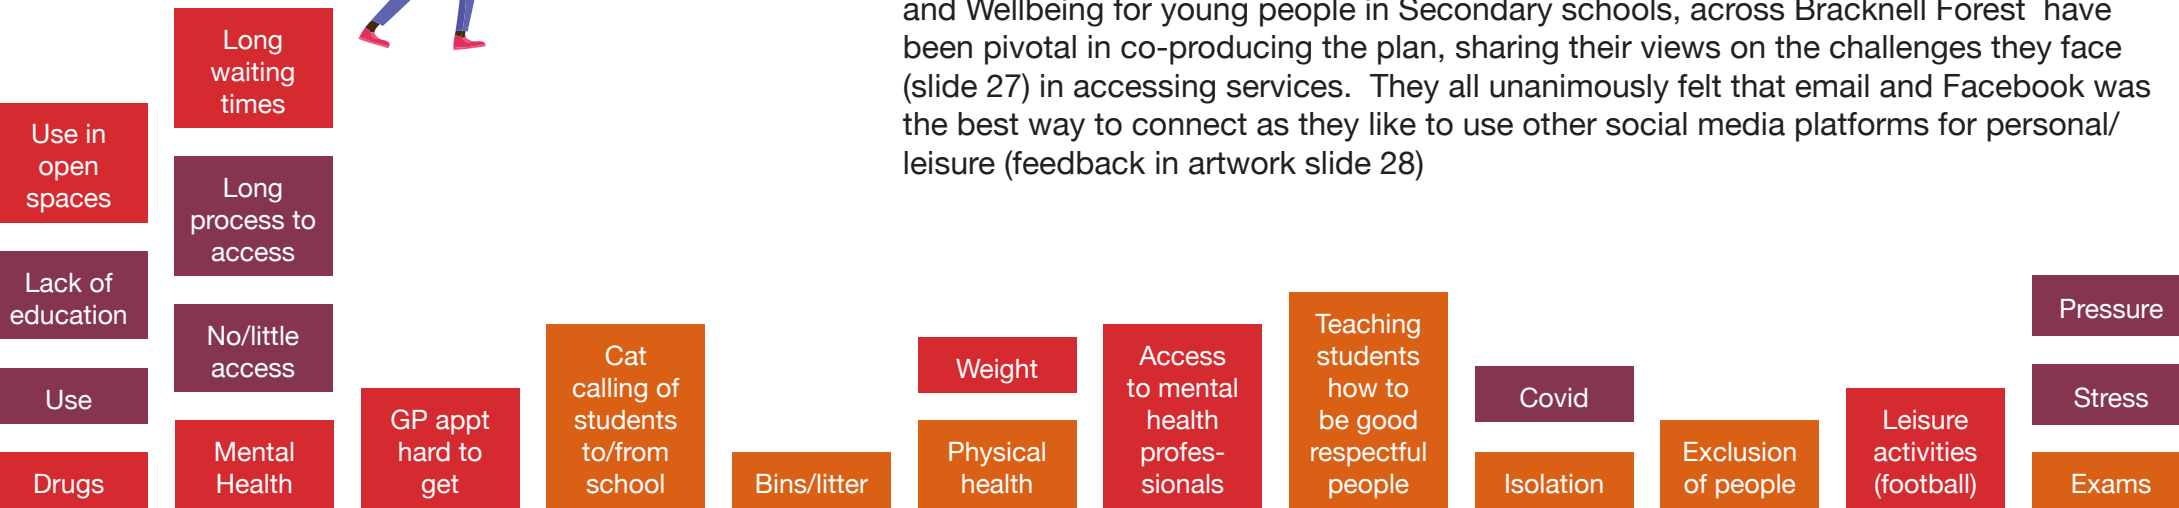 and Wellbeing for young people in Secondary schools, across Bracknell Forest have
been pivotal in co-producing the plan, sharing their views on the challenges they face
(slide 27) in accessing services. They all unanimously felt that email and Facebook was
the best way to connect as they like to use other social media platforms for personal/
leisure (feedback in artwork slide 28)
Use in
open
spaces
Lack of
education
Use
Drugs
Long
waiting
times
Long
process to
access
No/little
access
Mental
Health
GP appt
hard to
get
Cat
calling of
students
to/from
school
Bins/litter
Weight
Physical
health
Access
to mental
health
profes-
sionals
Teaching
students
how to
be good
respectful
people
Covid
Isolation
Exclusion
of people
Leisure
activities
(football)
Pressure
Stress
Exams